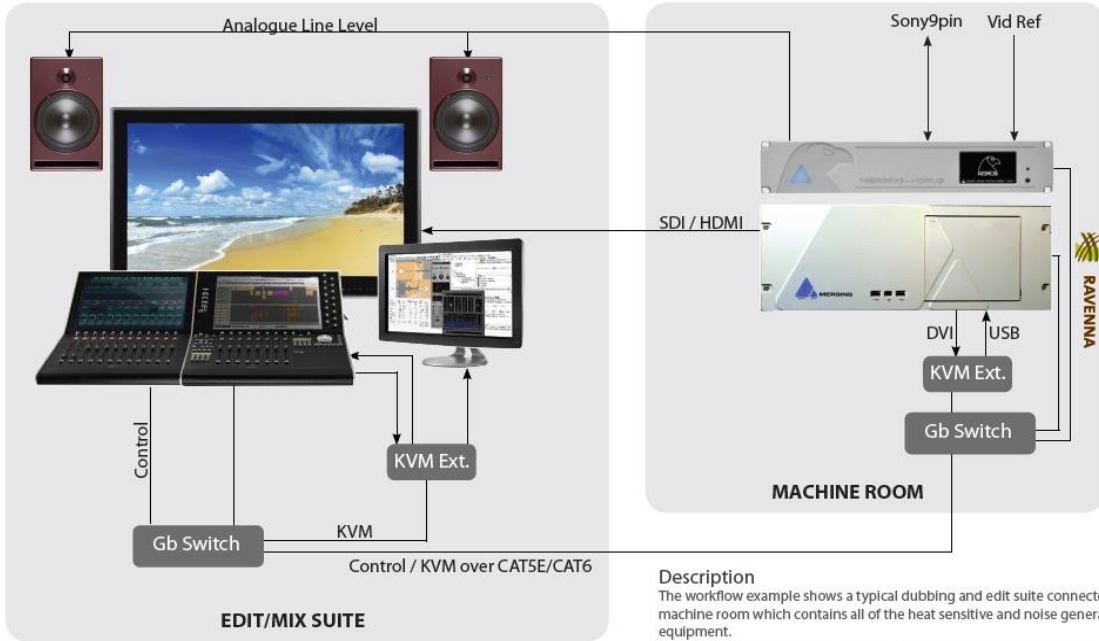 Analogue Line Level
Sony9pin
Vid Ref
HORUS
SDI / HDMI
MERGING
RAVENNA
DVI
USB
KVM Ext.
Gb Switch
MACHINE ROOM
Control
KVM Ext.
Gb Switch
KVM
Control / KVM over CAT5E/CAT6
EDIT/MIX SUITE
Description
The workflow example shows a typical dubbing and edit suite connecte
machine room which contains all of the heat sensitive and noise genera
equipment.